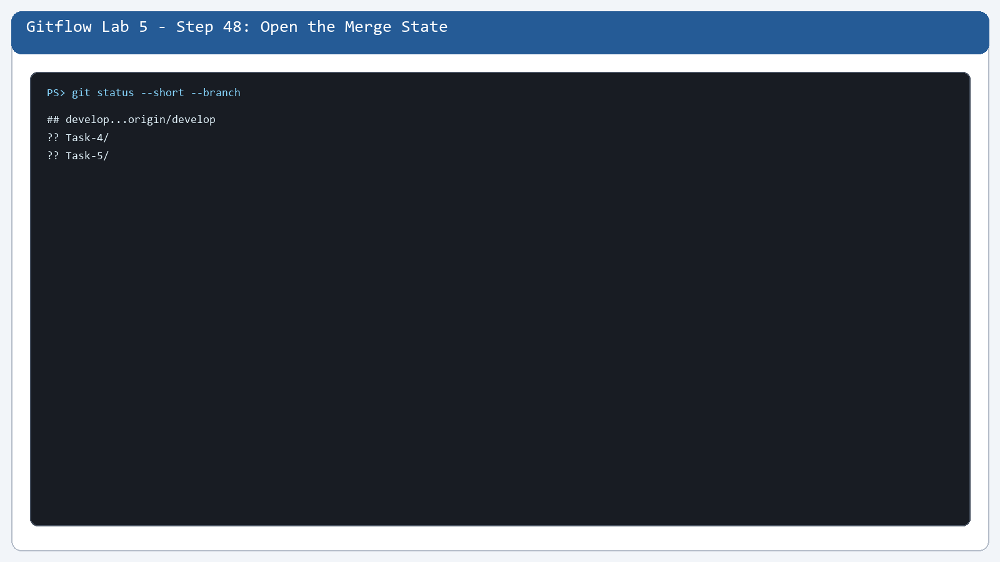 Gitflow Lab 5 - Step 48: Open the Merge State
PS> git status --short --branch
## develop...origin/develop
?? Task-4/
?? Task-5/